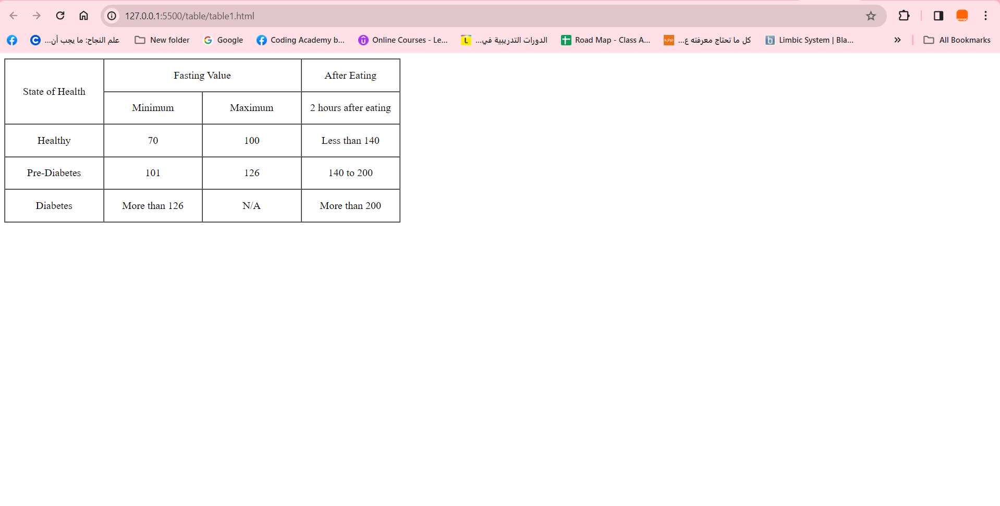 127.0.0.1:5500/table/table1.html
علم النجاح: ما يجب أن...
New folder
Google
Coding Academy b...
Online Courses - Le...
الدورات التدريبية في...
Road Map - Class A...
كل ما تحتاج معرفته ع...
Limbic System | Bla...
All Bookmarks
State of Health
Fasting Value
After Eating
Minimum
Maximum
2 hours after eating
Healthy
70
100
Less than 140
Pre-Diabetes
101
126
140 to 200
Diabetes
More than 126
N/A
More than 200